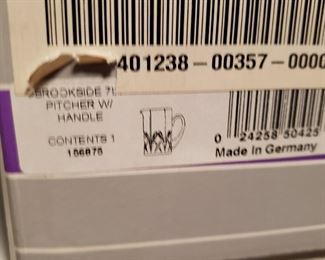 401238-00357-0000
BROOKSIDE 7
PITCHER W/
HANDLE
CONTENTS 1
156875
0 24258 50425
Made In Germany